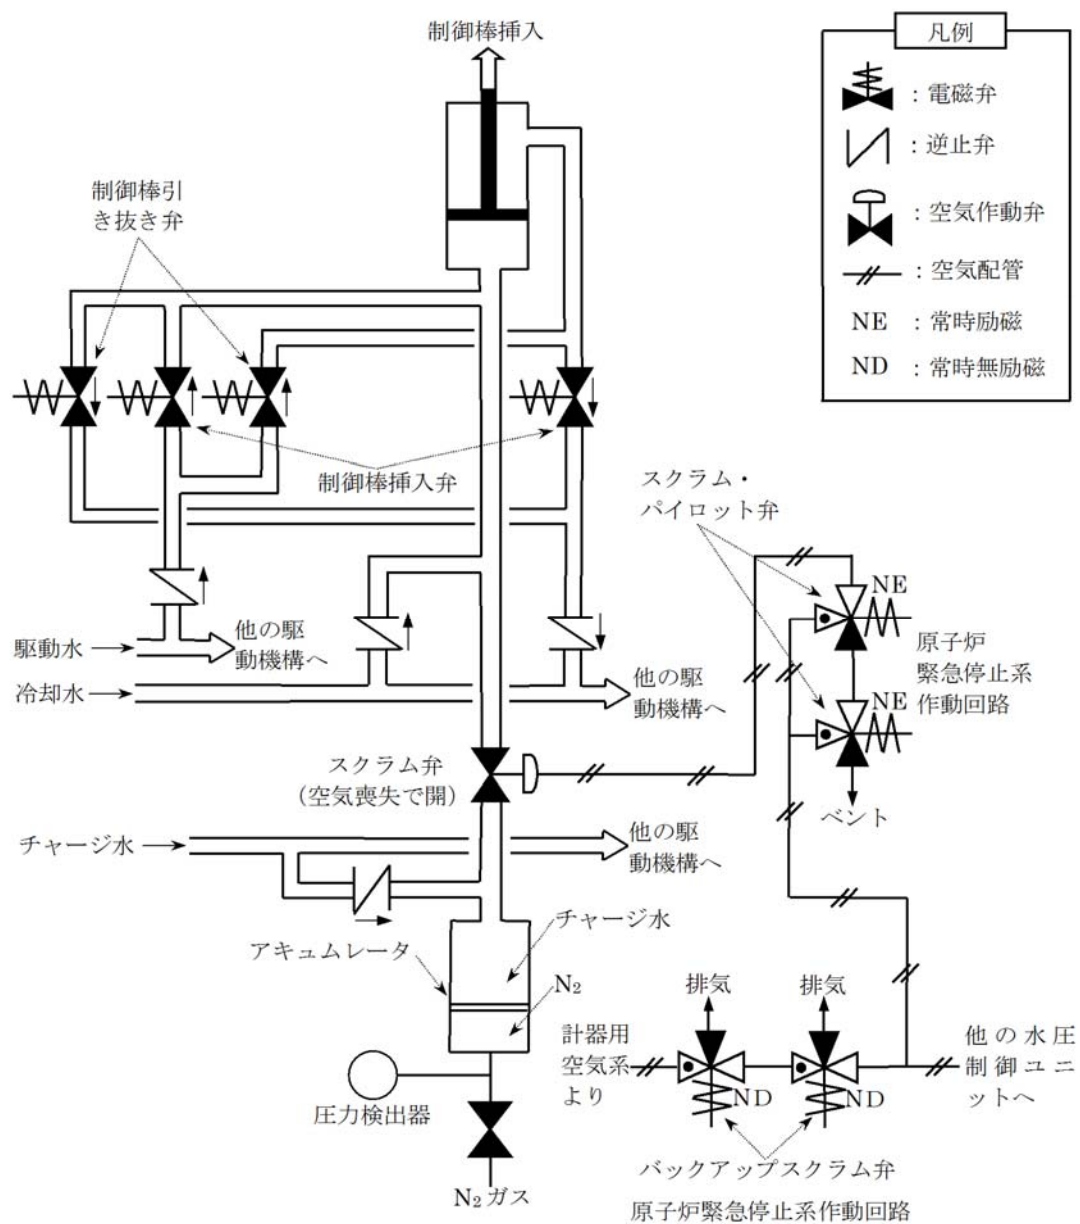 制御棒挿入
凡例
：電磁弁
：逆止弁
：空気作動弁
：空気配管
NE ：常時励磁
ND ：常時無励磁
制御棒引
き抜き弁
制御棒挿入弁
スクラム・
パイロット弁
NE
原子炉
緊急停止系
作動回路
NE
ベント
駆動水
他の駆
動機構へ
冷却水
他の駆
動機構へ
スクラム弁
（空気喪失で開）
チャージ水
他の駆
動機構へ
チャージ水
アキュムレータ
N2
圧力検出器
N2ガス
排気
排気
計器用
空気系
より
ND
ND
他の水圧
制御ユニ
ットへ
バックアップスクラム弁
原子炉緊急停止系作動回路